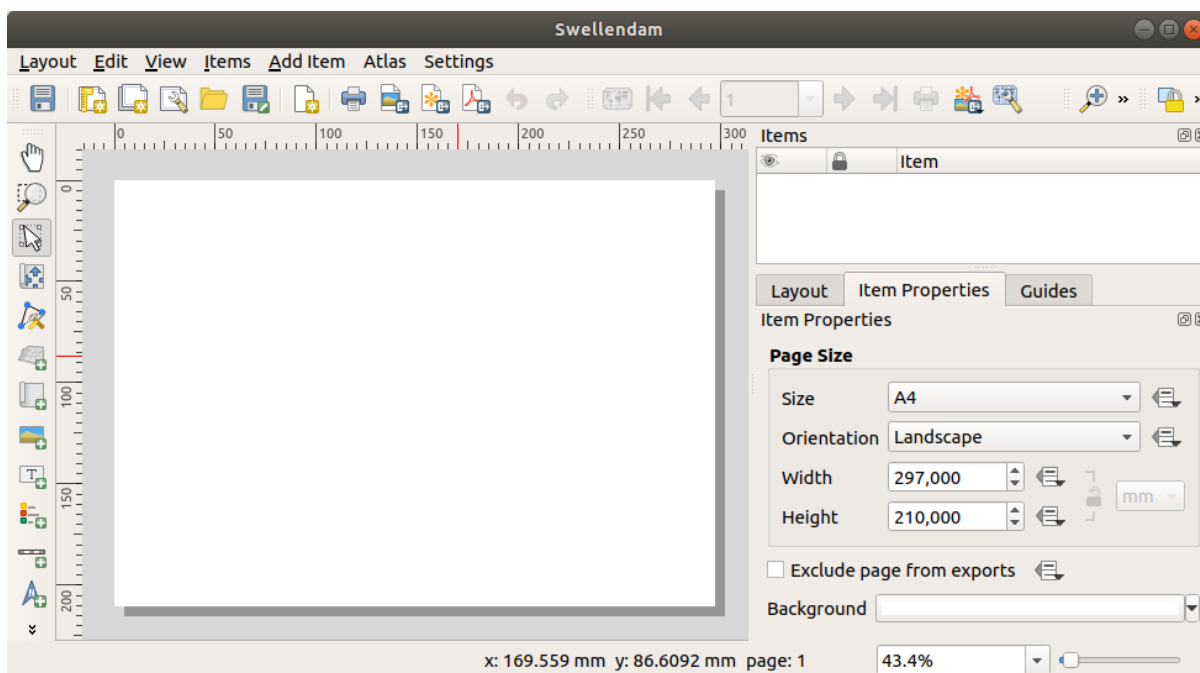 Swellendam
Layout Edit View Items Add Item Atlas Settings
1
0 50 100 150 200 250 300
Items
Item
0
50
100
150
200
Layout Item Properties Guides
Item Properties
Page Size
Size A4
Orientation Landscape
Width 297,000
mm
Height 210,000
Exclude page from exports
Background
x: 169.559 mm y: 86.6092 mm page: 1 43.4%